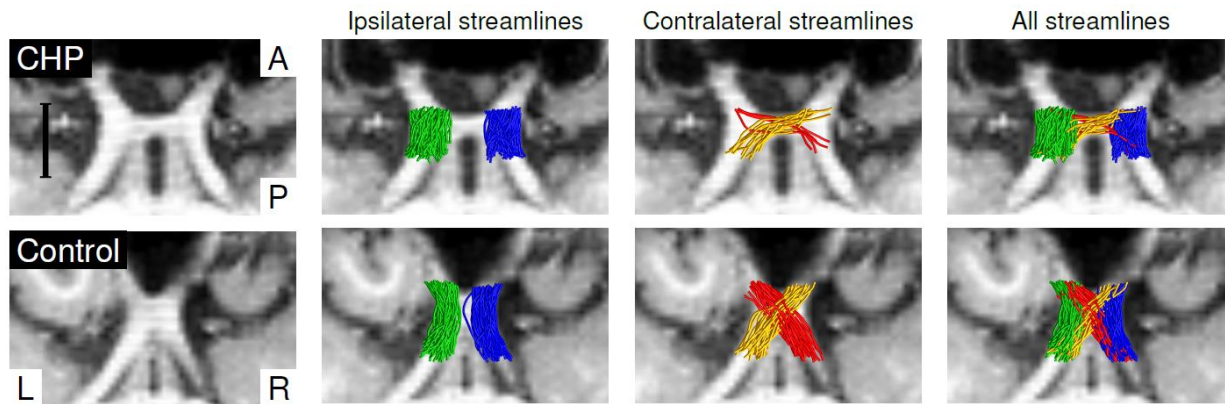 Ipsilateral streamlines
Contralateral streamlines
All streamlines
CHP
A
P
Control
L
R